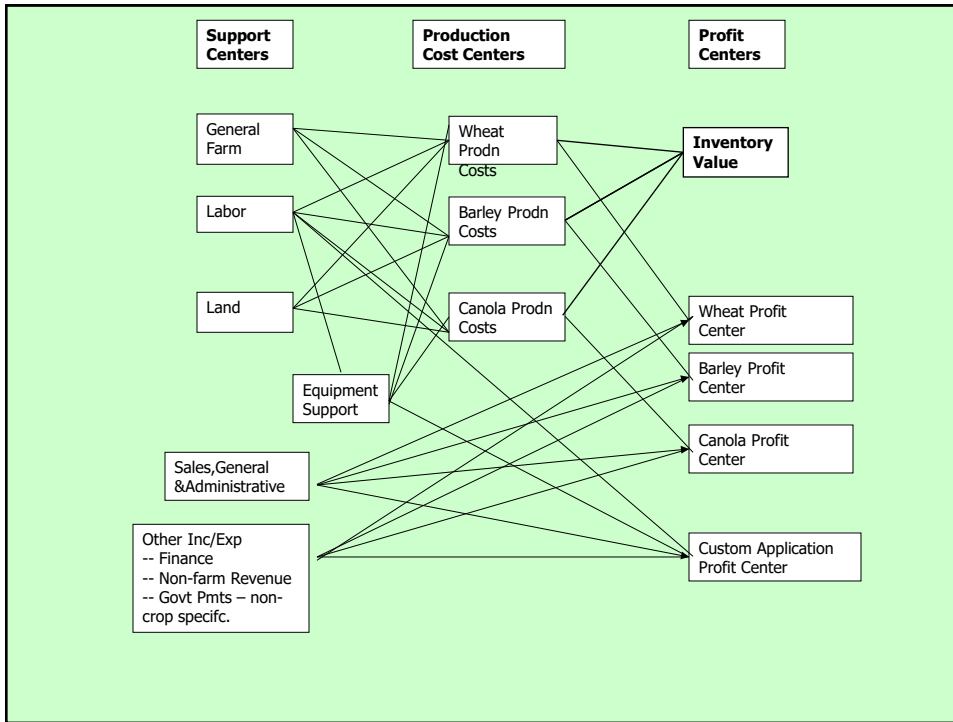 Support
Centers
Production
Cost Centers
Profit
Centers
General
Farm
Wheat
Prodn
Costs
Inventory
Value
Labor
Barley Prodn
Costs
Land
Canola Prodn
Costs
Wheat Profit
Center
Barley Profit
Center
Equipment
Support
Canola Profit
Center
Sales,General
&Administrative
Other Inc/Exp
-- Finance
-- Non-farm Revenue
-- Govt Pmts – non-
crop specifc.
Custom Application
Profit Center